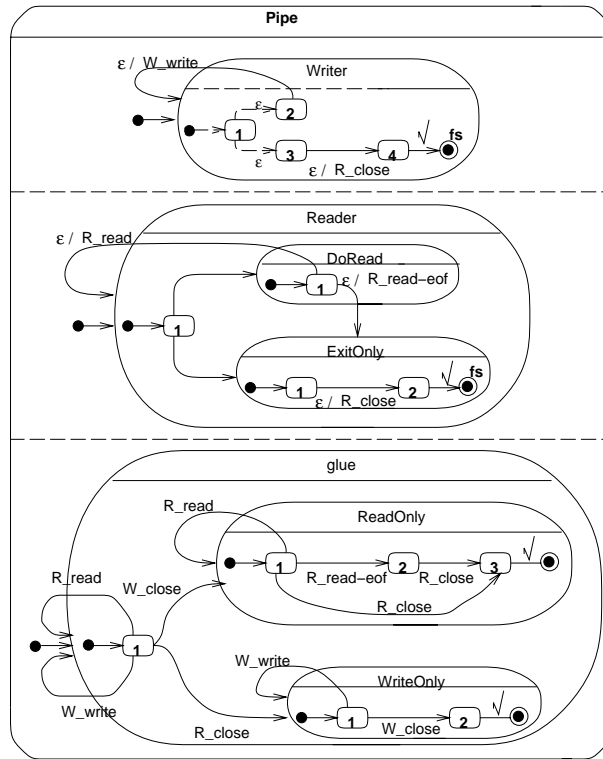 Pipe
ε / W_write
Writer
ε
2
1
fs
ε
3
4
√
ε / R_close
Reader
ε / R_read
DoRead
1
ε / R_read-eof
1
ExitOnly
fs
1
2
√
ε / R_close
glue
R_read
ReadOnly
1
2
3
√
R_read-eof
R_close
R_close
R_read
W_close
1
W_write
W_write
WriteOnly
1
2
√
W_close
R_close